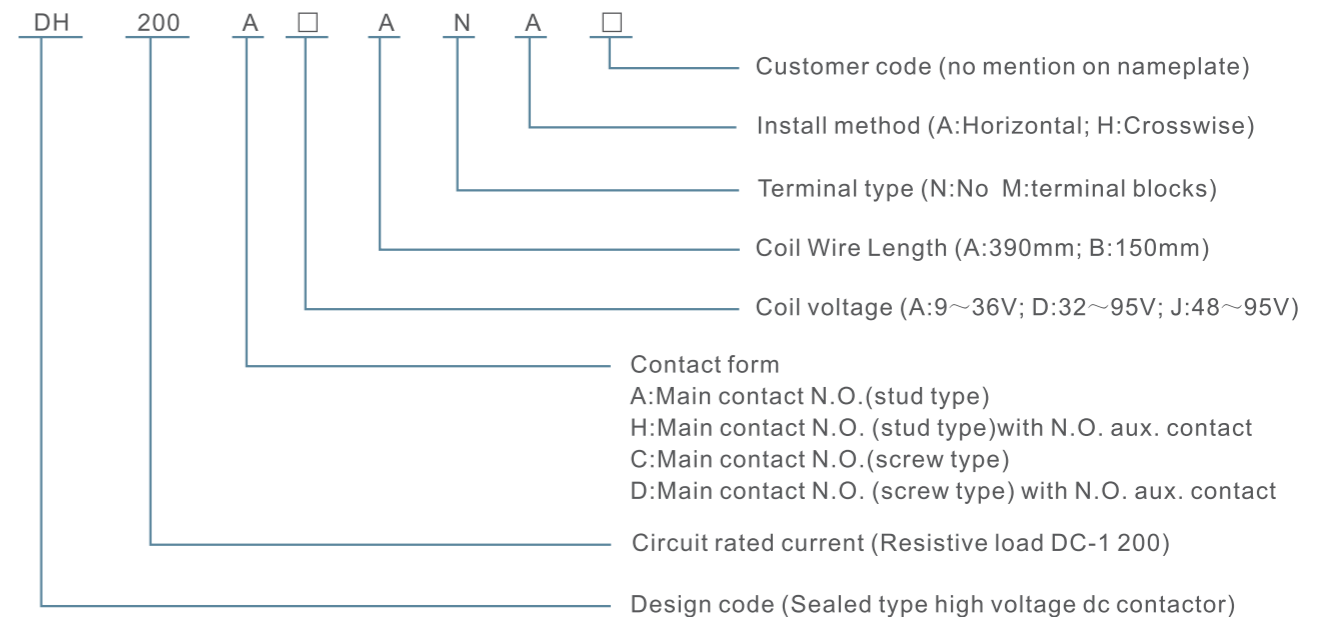 DH 200 A □ A N A □
Customer code (no mention on nameplate)
Install method (A:Horizontal; H:Crosswise)
Terminal type (N:No M:terminal blocks)
Coil Wire Length (A:390mm; B:150mm)
Coil voltage (A:9～36V; D:32～95V; J:48～95V)
Contact form
A:Main contact N.O.(stud type)
H:Main contact N.O. (stud type)with N.O. aux. contact
C:Main contact N.O.(screw type)
D:Main contact N.O. (screw type) with N.O. aux. contact
Circuit rated current (Resistive load DC-1 200)
Design code (Sealed type high voltage dc contactor)